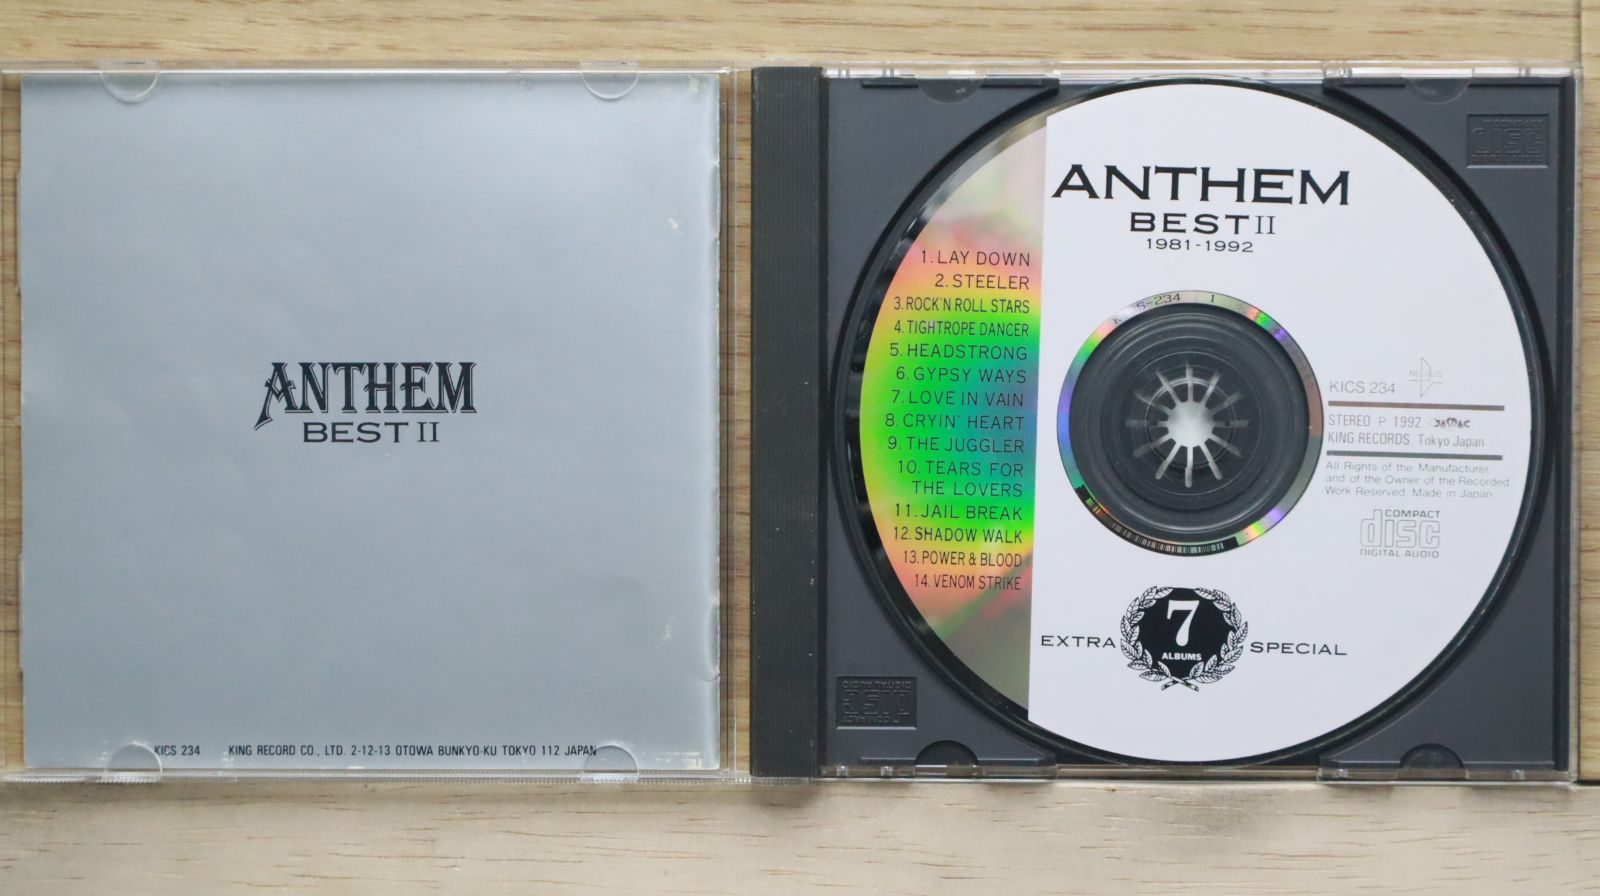 ANTHEM
BEST II
KICS 234 KING RECORD CO., LTD. 2-12-13 OTOWA BUNKYO-KU TOKYO 112 JAPAN
ANTHEM
BEST II
1981-1992
1. LAY DOWN
2. STEELER
3. ROCK'N ROLL STARS
4. TIGHTROPE DANCER
5. HEADSTRONG
6. GYPSY WAYS
7. LOVE IN VAIN
8. CRYIN' HEART
9. THE JUGGLER
10. TEARS FOR
THE LOVERS
11. JAIL BREAK
12. SHADOW WALK
13. POWER & BLOOD
14. VENOM STRIKE
S-234 1
KICS 234
STEREO P 1992 JASRAC
KING RECORDS. Tokyo Japan
All Rights of the Manufacturer
and of the Owner of the Recorded
Work Reserved. Made in Japan.
COMPACT
disc
DIGITAL AUDIO
EXTRA 7 SPECIAL
ALBUMS
COMPACT
disc
DIGITAL AUDIO
COMPACT
disc
DIGITAL AUDIO